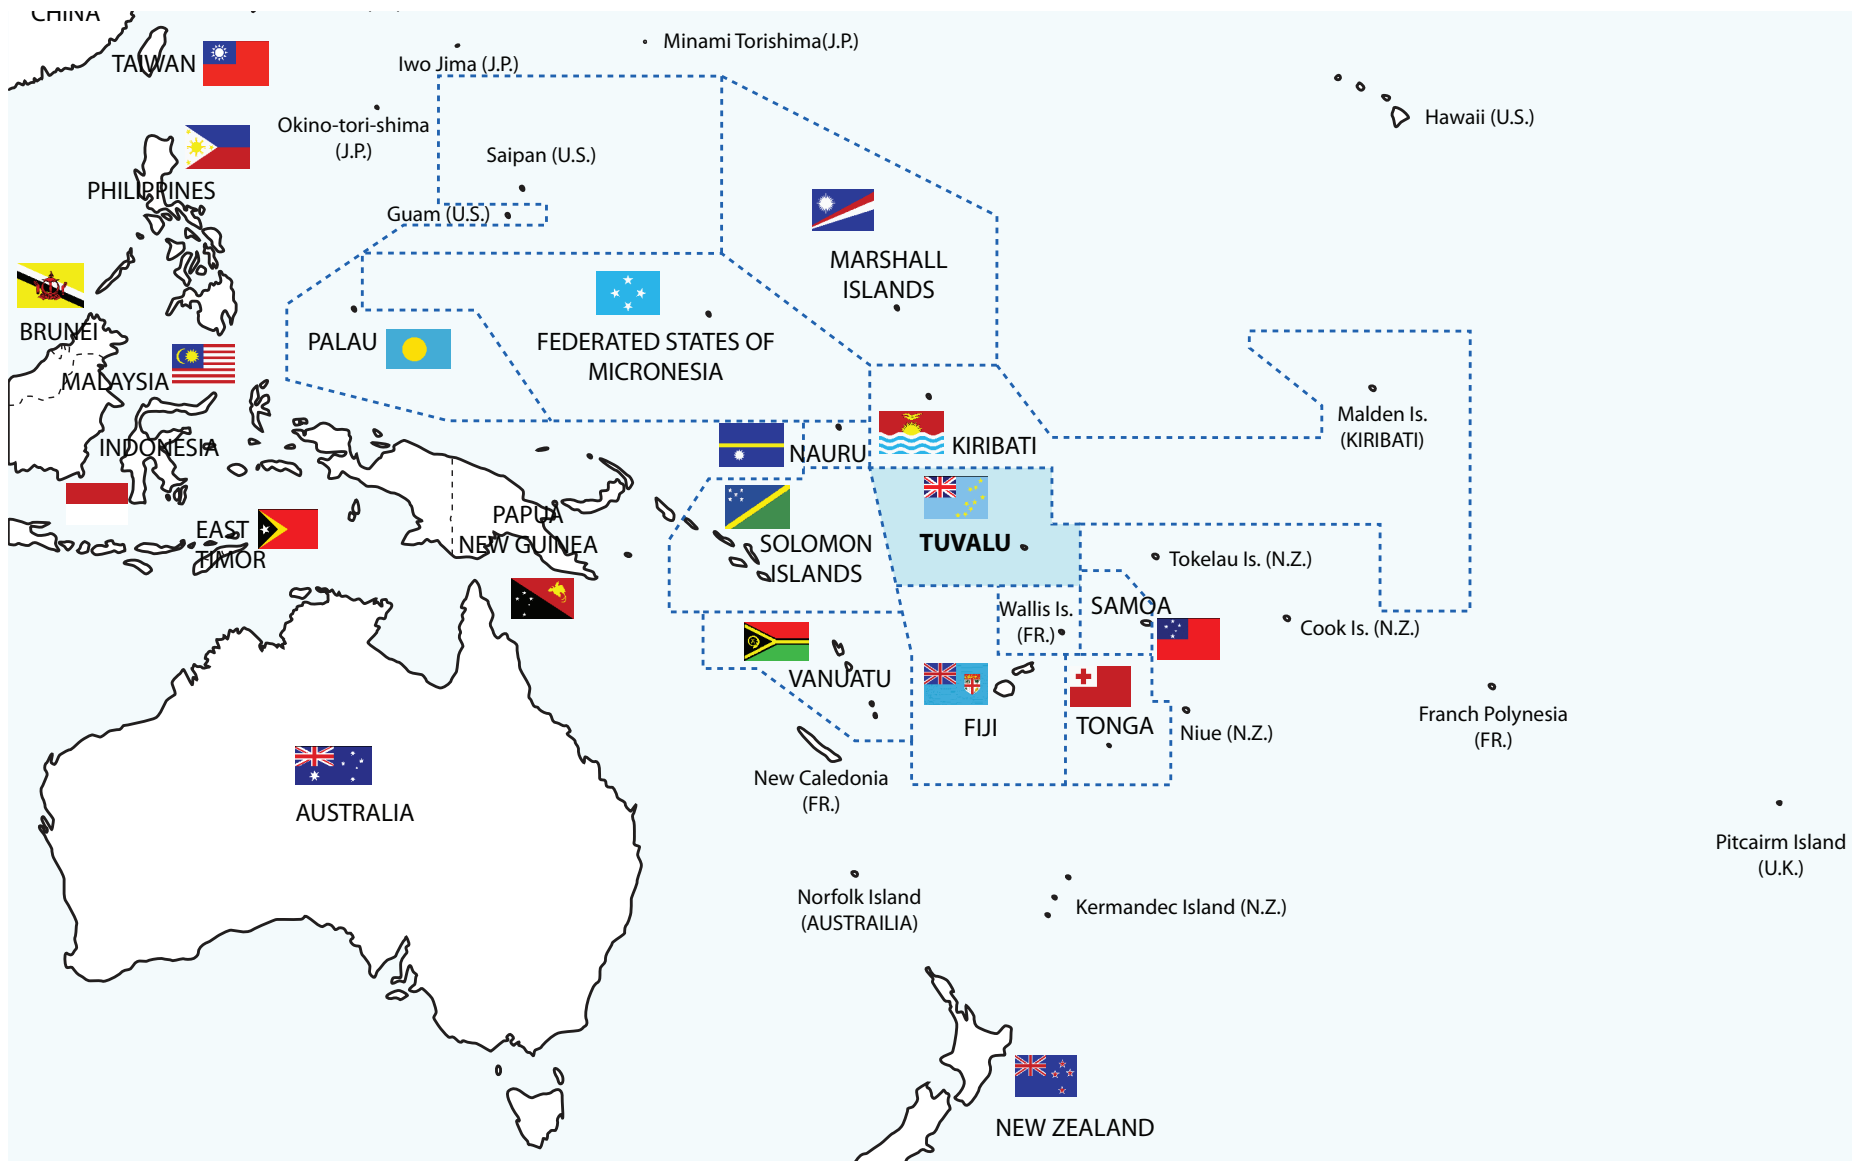 CHINA
TAIWAN
Iwo Jima (J.P.)
Minami Torishima(J.P.)
Okino-tori-shima
(J.P.)
Hawaii (U.S.)
Saipan (U.S.)
PHILIPPINES
Guam (U.S.)
MARSHALL
ISLANDS
BRUNEI
PALAU
FEDERATED STATES OF
MICRONESIA
MALAYSIA
Malden Is.
(KIRIBATI)
INDONESIA
NAURU
KIRIBATI
PAPUA
NEW GUINEA
EAST
TIMOR
SOLOMON
ISLANDS
TUVALU
Tokelau Is. (N.Z.)
Wallis Is.
(FR.)
SAMOA
Cook Is. (N.Z.)
VANUATU
FIJI
TONGA
Niue (N.Z.)
Franch Polynesia
(FR.)
New Caledonia
(FR.)
AUSTRALIA
Pitcairm Island
(U.K.)
Norfolk Island
(AUSTRAILIA)
Kermandec Island (N.Z.)
NEW ZEALAND